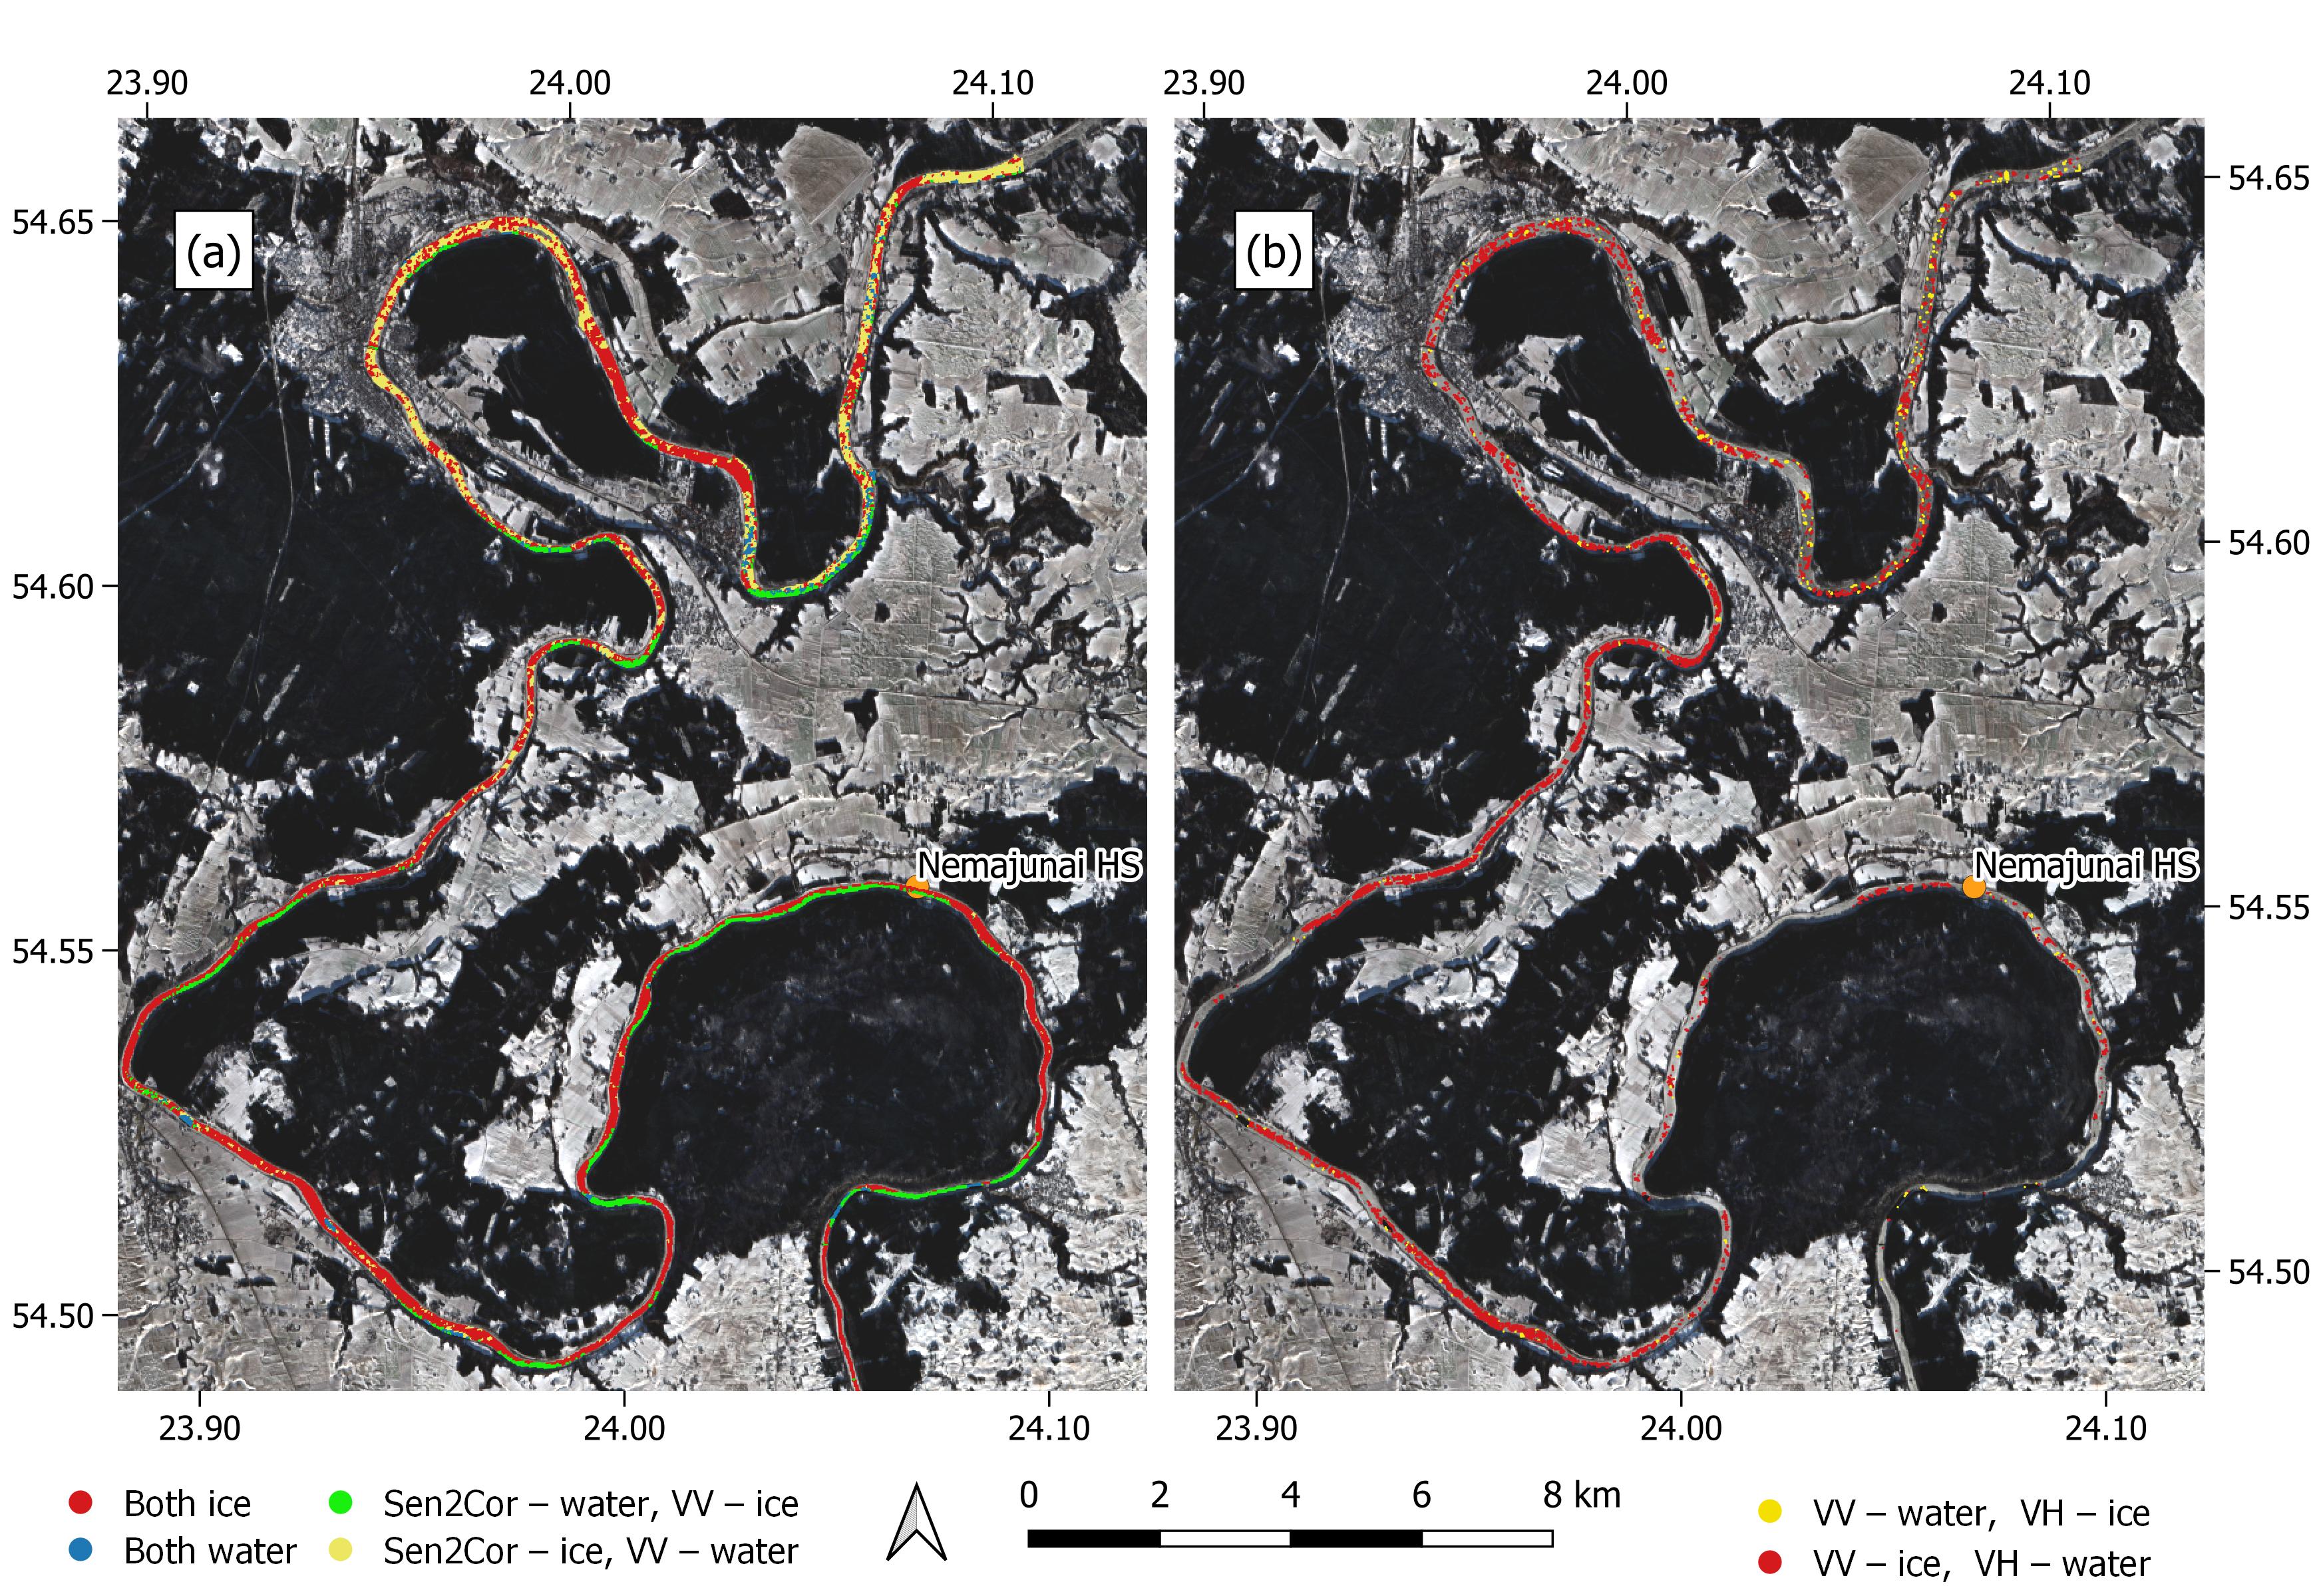 23.90 24.00 24.10 23.90 24.00 24.10
54.65
54.65
(a)
(b)
54.60
54.60
Nemajunai HS
Nemajunai HS
54.55
54.55
54.50
54.50
23.90 24.00 24.10 23.90 24.00 24.10
Both ice
Both water
Sen2Cor – water, VV – ice
Sen2Cor – ice, VV – water
0 2 4 6 8 km
VV – water, VH – ice
VV – ice, VH – water